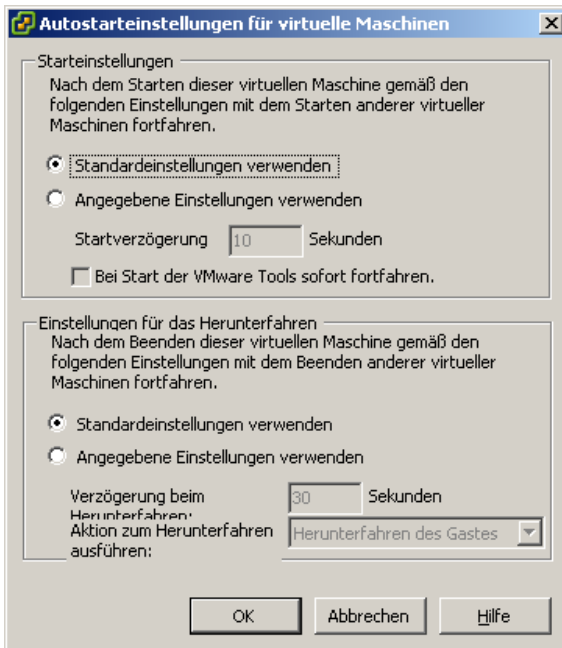 Autostarteinstellungen für virtuelle Maschinen
Starteinstellungen
Nach dem Starten dieser virtuellen Maschine gemäß den
folgenden Einstellungen mit dem Starten anderer virtueller
Maschinen fortfahren.
Standardeinstellungen verwenden
Angegebene Einstellungen verwenden
Startverzögerung 10 Sekunden
Bei Start der VMware Tools sofort fortfahren.
Einstellungen für das Herunterfahren
Nach dem Beenden dieser virtuellen Maschine gemäß den
folgenden Einstellungen mit dem Beenden anderer virtueller
Maschinen fortfahren.
Standardeinstellungen verwenden
Angegebene Einstellungen verwenden
Verzögerung beim 30 Sekunden
Herunterfahren:
Aktion zum Herunterfahren Herunterfahren des Gastes
ausführen:
OK Abbrechen Hilfe